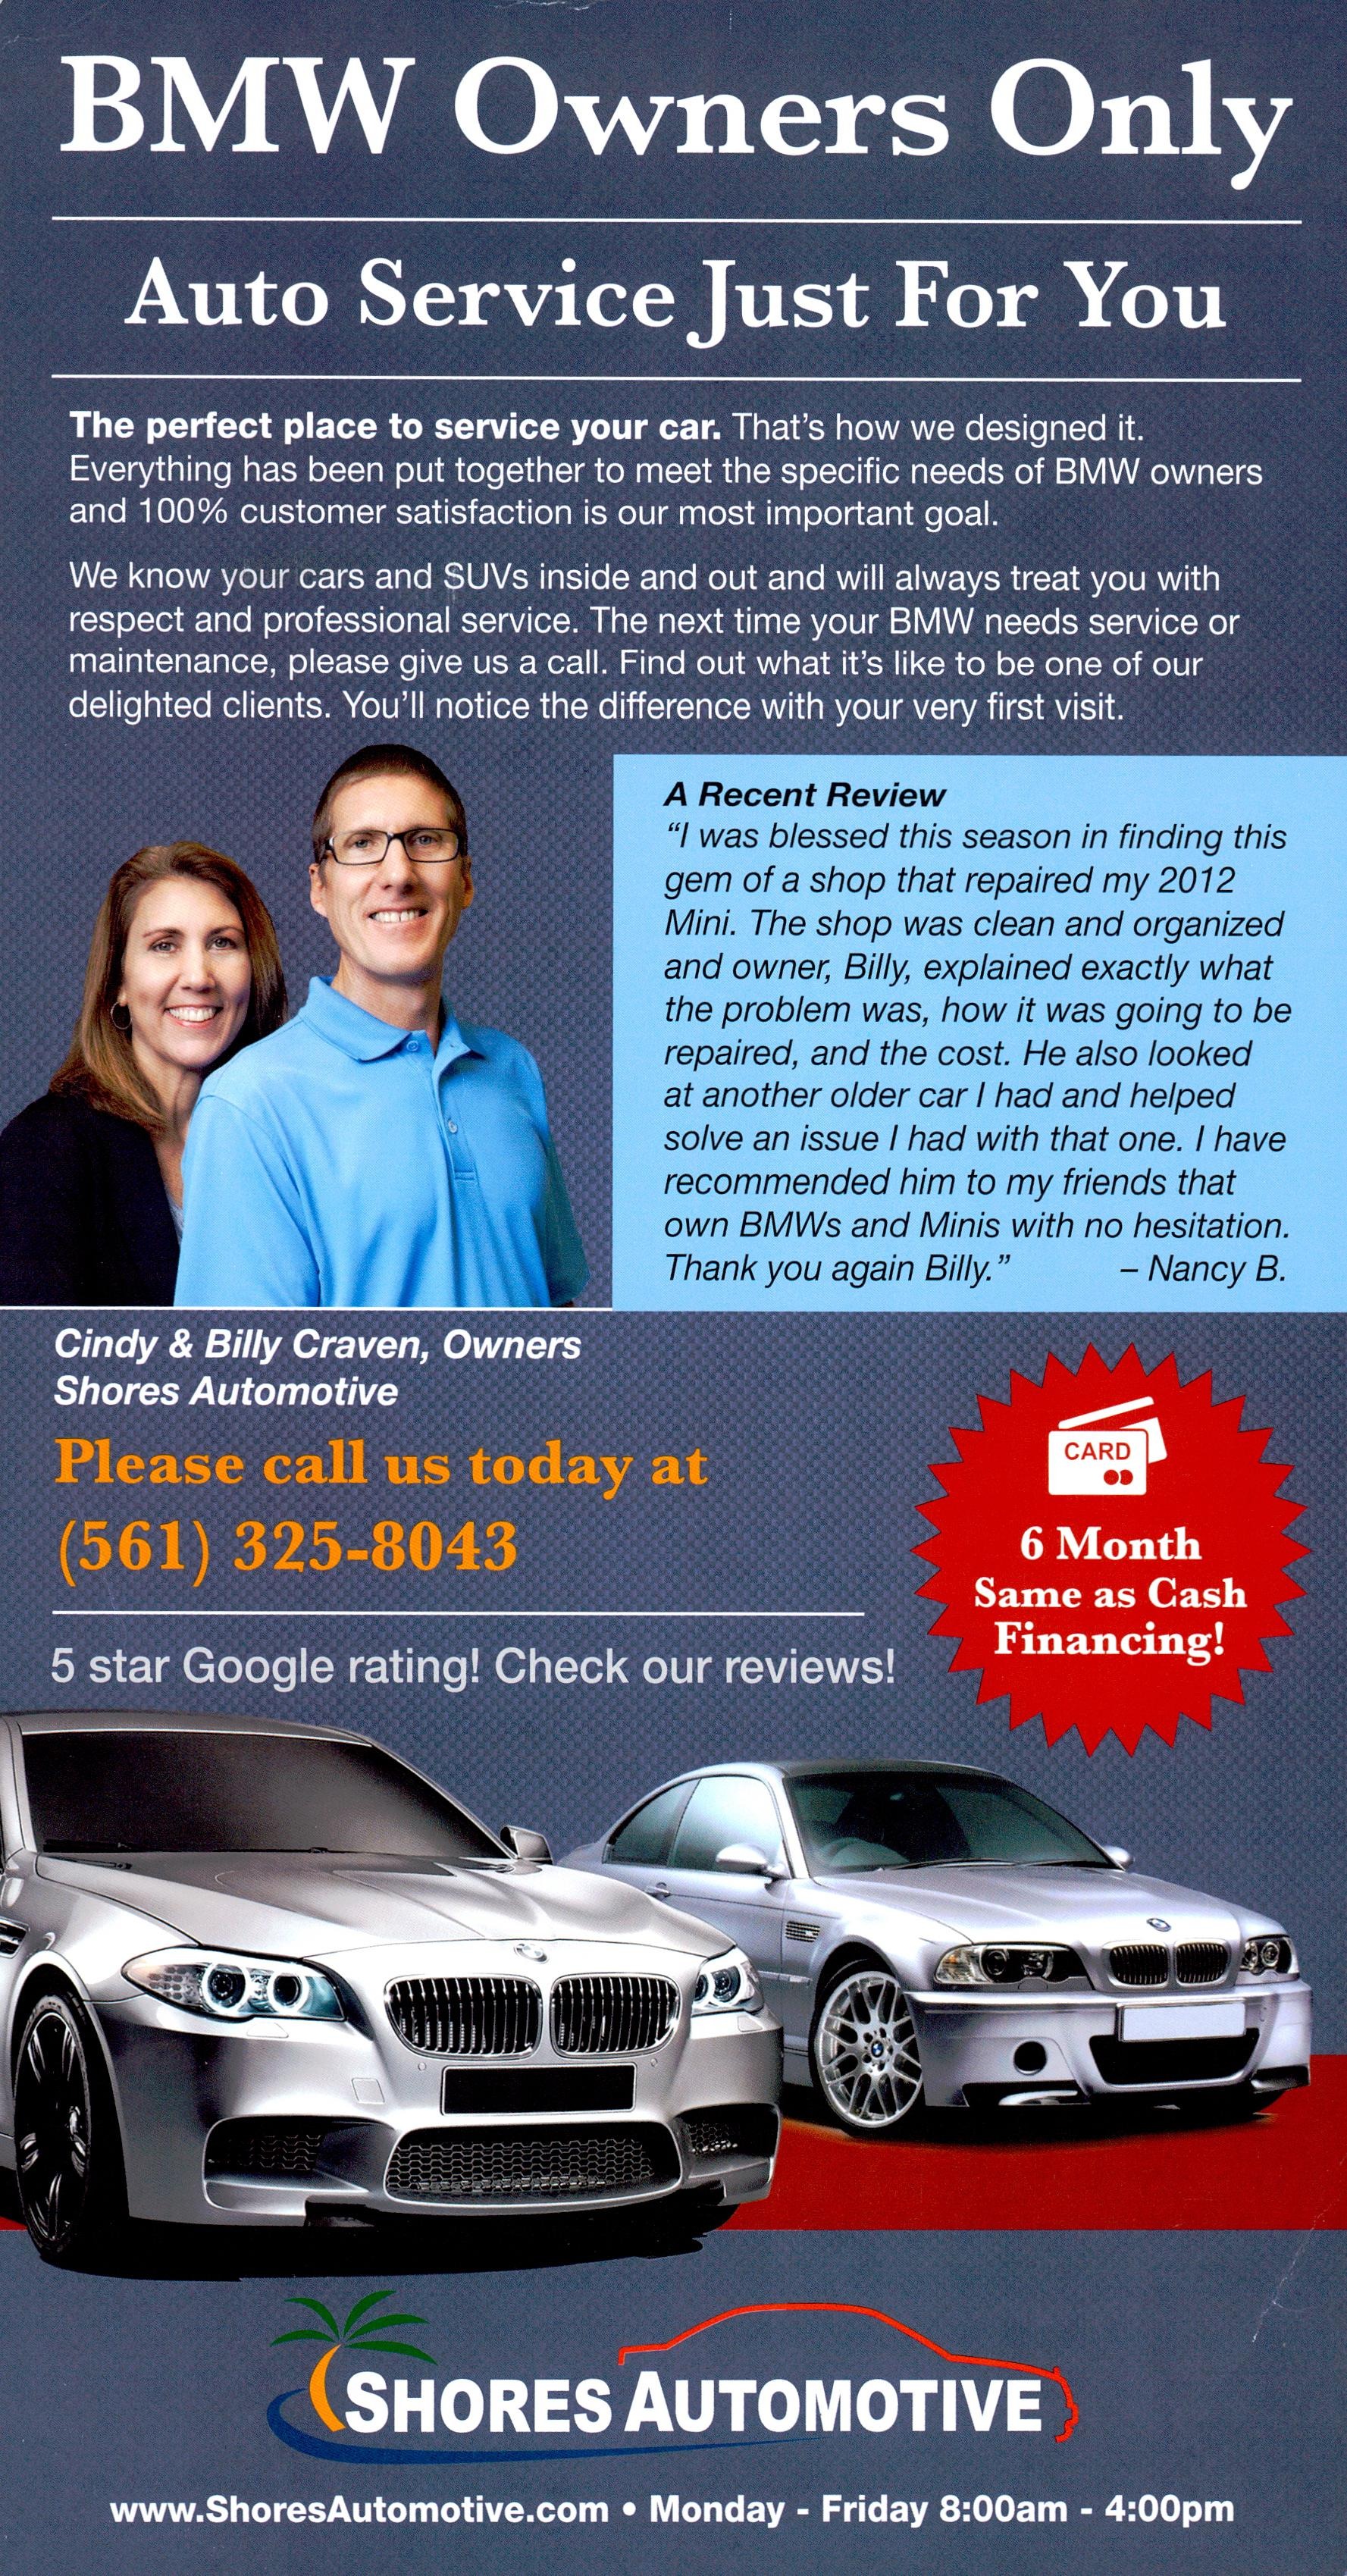 BMW Owners Only
Auto Service Just For You
The perfect place to service your car. That's how we designed it.
Everything has been put together to meet the specific needs of BMW owners
and 100% customer satisfaction is our most important goal.
We know your cars and SUVs inside and out and will always treat you with
respect and professional service. The next time your BMW needs service or
maintenance, please give us a call. Find out what it's like to be one of our
delighted clients. You'll notice the difference with your very first visit.
A Recent Review
“I was blessed this season in finding this
gem of a shop that repaired my 2012
Mini. The shop was clean and organized
and owner, Billy, explained exactly what
the problem was, how it was going to be
repaired, and the cost. He also looked
at another older car I had and helped
solve an issue I had with that one. I have
recommended him to my friends that
own BMWs and Minis with no hesitation.
Thank you again Billy.” – Nancy B.
Cindy & Billy Craven, Owners
Shores Automotive
Please call us today at
(561) 325-8043
5 star Google rating! Check our reviews!
CARD
6 Month
Same as Cash
Financing!
SHORES AUTOMOTIVE
www.ShoresAutomotive.com • Monday - Friday 8:00am - 4:00pm